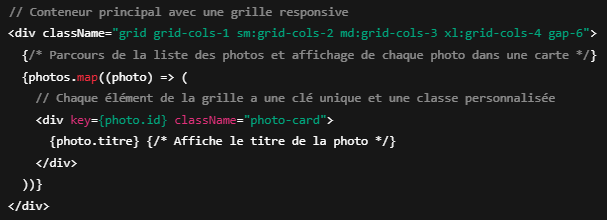 // Conteneur principal avec une grille responsive
<div className="grid grid-cols-1 sm:grid-cols-2 md:grid-cols-3 xl:grid-cols-4 gap-6">
  {/* Parcours de la liste des photos et affichage de chaque photo dans une carte */}
  {photos.map((photo) => (
    // Chaque élément de la grille a une clé unique et une classe personnalisée
    <div key={photo.id} className="photo-card">
      {photo.titre} {/* Affiche le titre de la photo */}
    </div>
  ))}
</div>